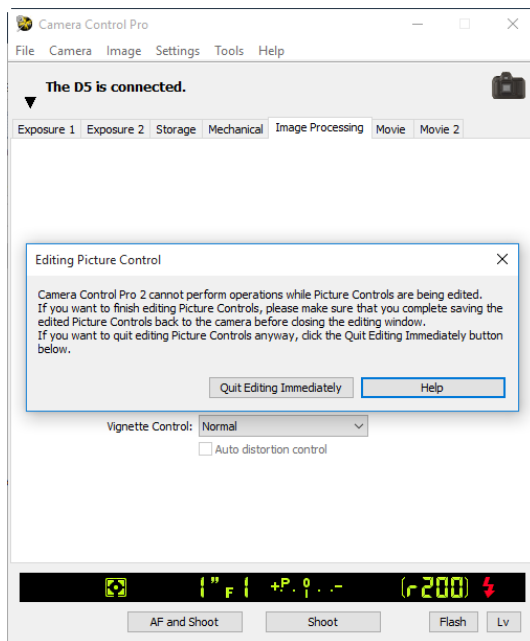 Camera Control Pro
File Camera Image Settings Tools Help
The D5 is connected.
Exposure 1 Exposure 2 Storage Mechanical Image Processing Movie Movie 2
Editing Picture Control
Camera Control Pro 2 cannot perform operations while Picture Controls are being edited.
If you want to finish editing Picture Controls, please make sure that you complete saving the
edited Picture Controls back to the camera before closing the editing window.
If you want to quit editing Picture Controls anyway, click the Quit Editing Immediately button
below.
Quit Editing Immediately Help
Vignette Control: Normal
Auto distortion control
1" F1 +P. 0 . . - (r200)
AF and Shoot Shoot Flash Lv